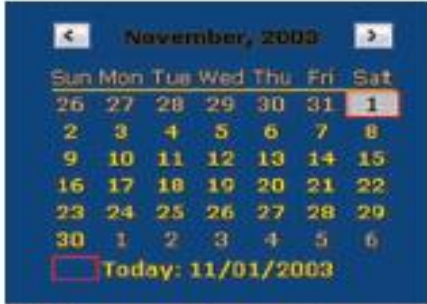 < November, 2003 >
Sun Mon Tue Wed Thu Fri Sat
26 27 28 29 30 31 1
2 3 4 5 6 7 8
9 10 11 12 13 14 15
16 17 18 19 20 21 22
23 24 25 26 27 28 29
30 1 2 3 4 5 6
Today: 11/01/2003